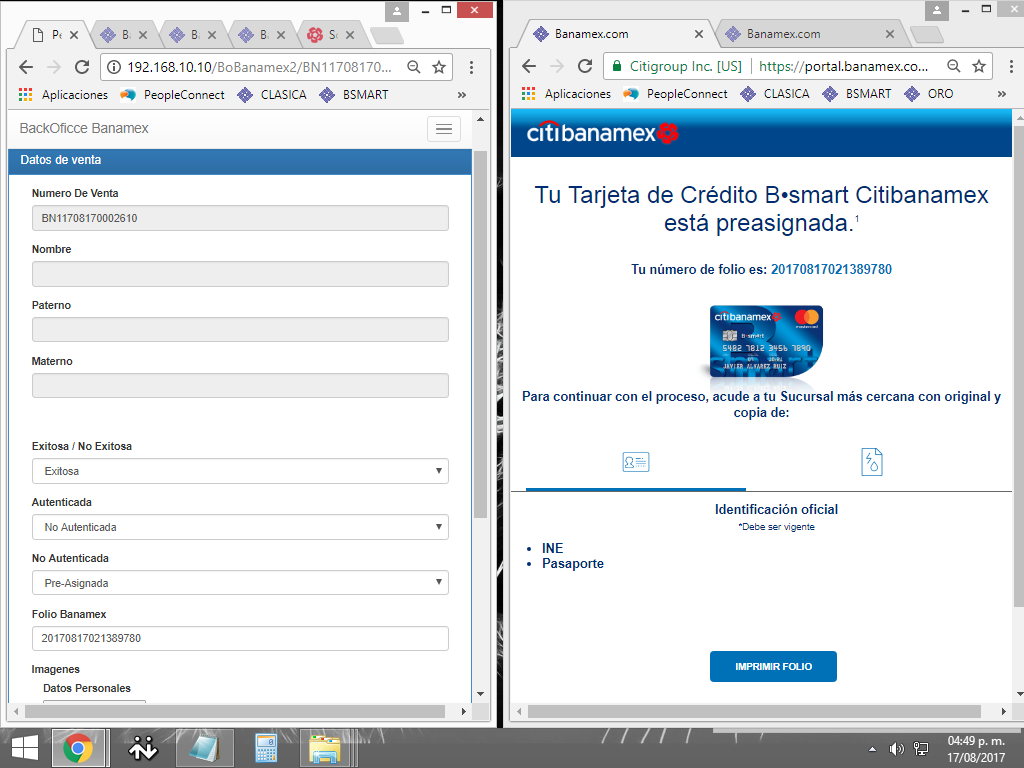 Pe
B
B
Bo
S
192.168.10.10/BoBanamex2/BN11708170...
Aplicaciones
PeopleConnect
CLASICA
BSMART
»
BackOficce Banamex
Datos de venta
Numero De Venta
BN11708170002610
Nombre
Paterno
Materno
Exitosa / No Exitosa
Exitosa
Autenticada
No Autenticada
No Autenticada
Pre-Asignada
Folio Banamex
20170817021389780
Imagenes
Datos Personales
Banamex.com
Banamex.com
Citigroup Inc. [US]
https://portal.banamex.co...
Aplicaciones
PeopleConnect
CLASICA
BSMART
ORO
»
citibanamex
Tu Tarjeta de Crédito B•smart Citibanamex
está preasignada.1
Tu número de folio es: 20170817021389780
citibanamex
B•smart
5482 7812 3456 7890
JAVIER ALVAREZ RUIZ
Para continuar con el proceso, acude a tu Sucursal más cercana con original y
copia de:
Identificación oficial
*Debe ser vigente
• INE
• Pasaporte
IMPRIMIR FOLIO
04:49 p. m.
17/08/2017